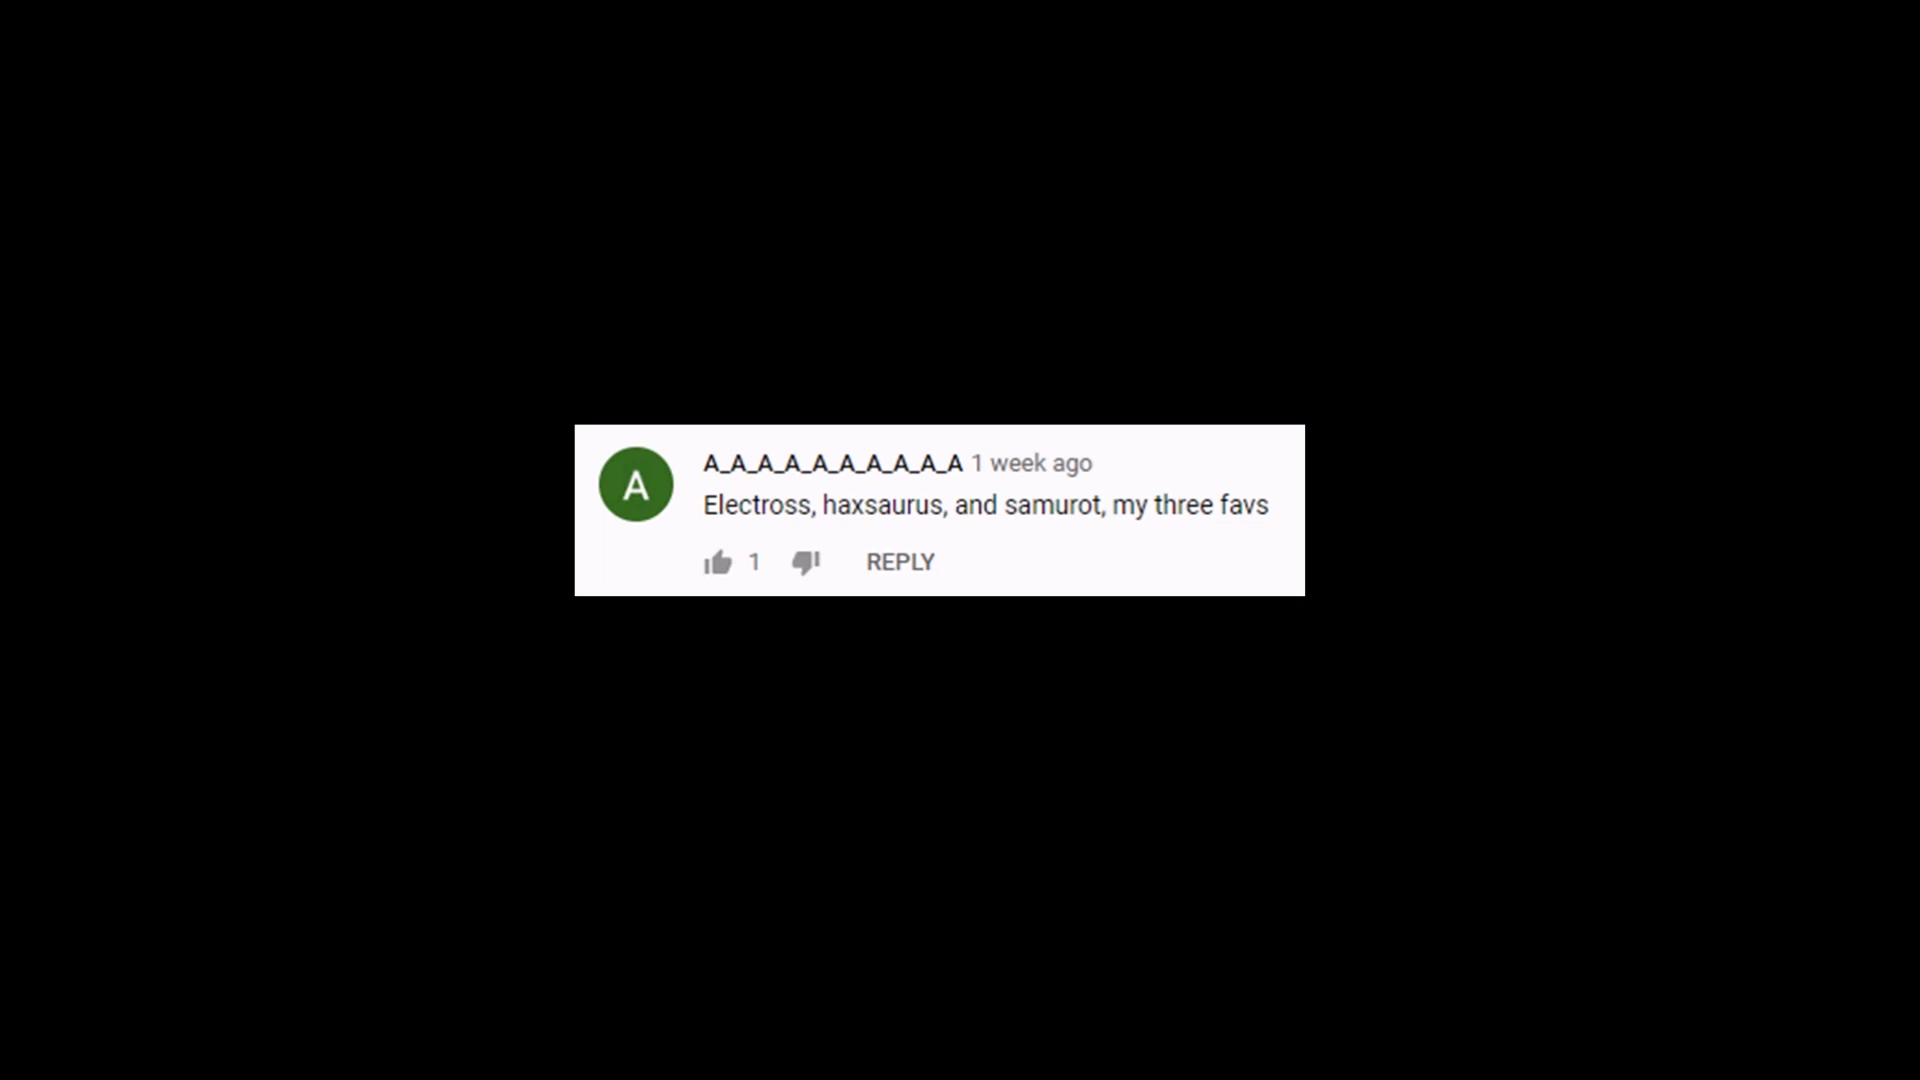 A
A_A_A_A_A_A_A_A_A_A 1 week ago
Electross, haxsaurus, and samurot, my three favs
1 REPLY